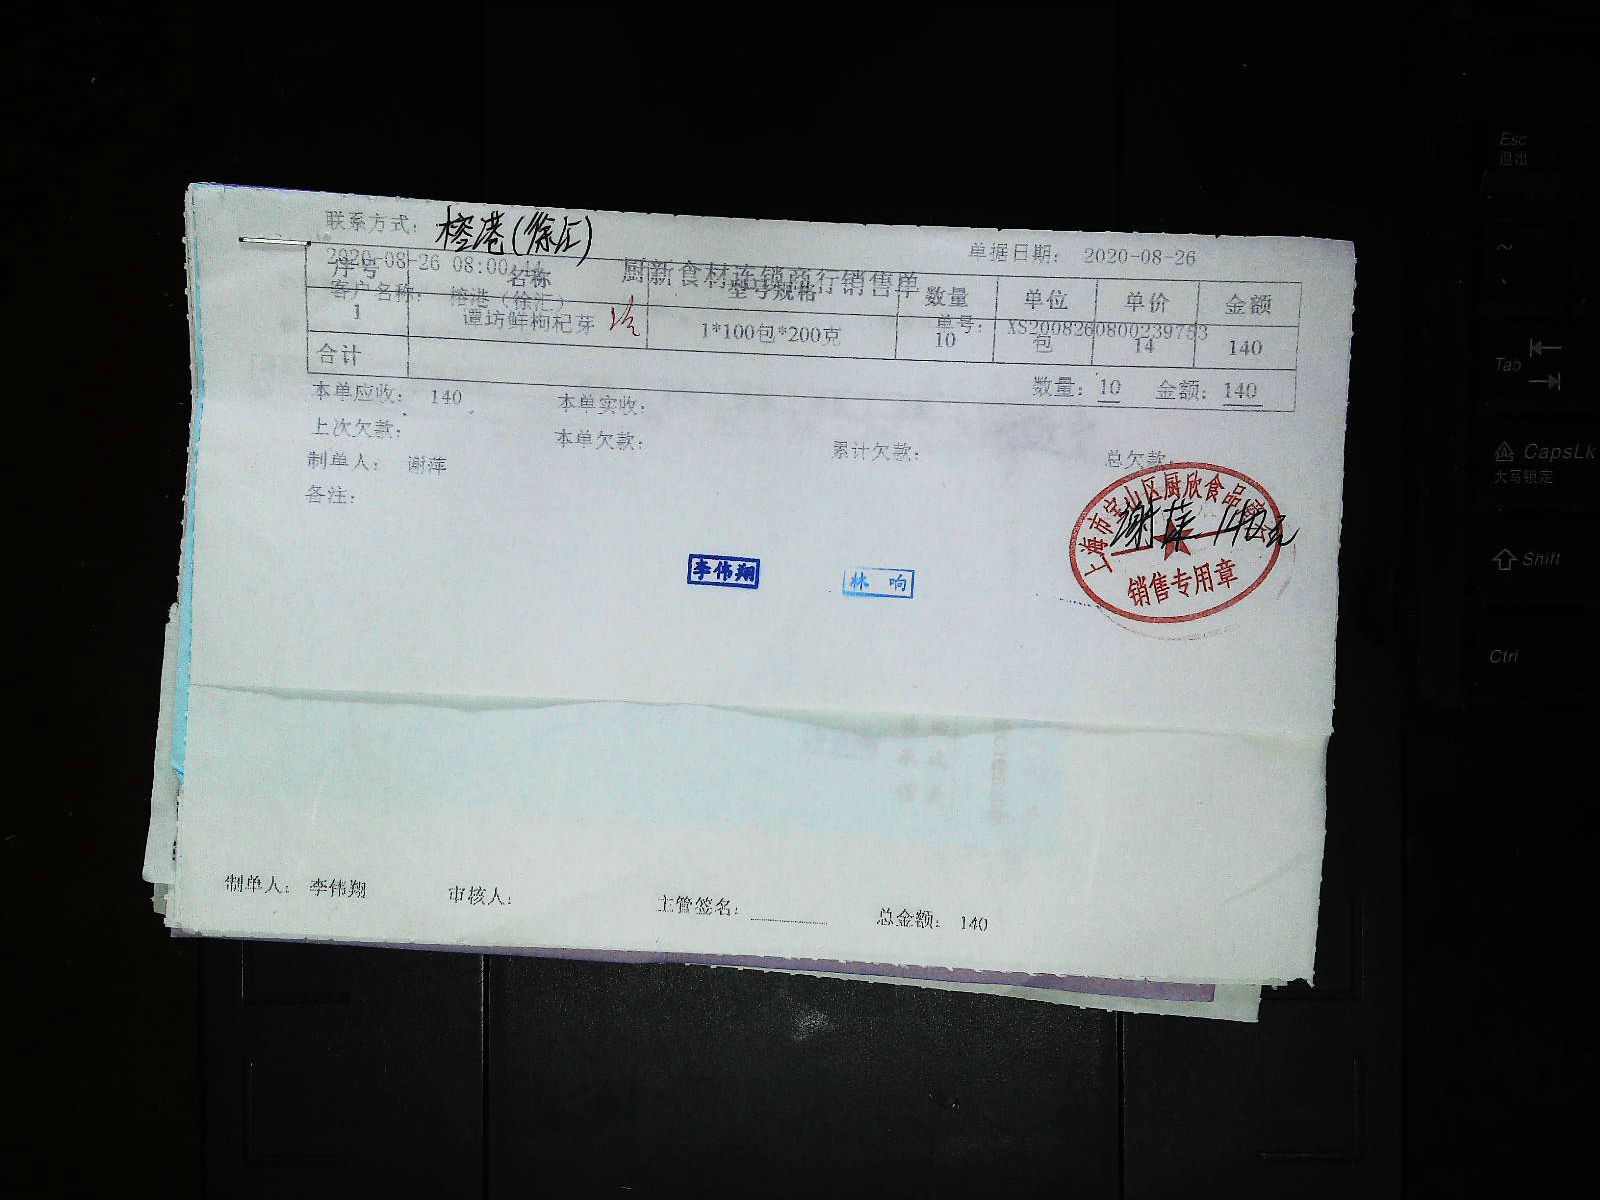 联系方式： 榕港（徐汇）
单据日期： 2020-08-26
2020-08-26 08:00:14
厨新食材连锁商行销售单
序号 名称 型号规格 数量 单位 单价 金额
客户名称： 榕港（徐汇）
单号： XS2008260800239753
1 谭坊鲜枸杞芽 1*100包*200克 10 包 14 140
合计 数量：10 金额：140
本单应收： 140 本单实收：
上次欠款： 本单欠款： 累计欠款： 总欠款：
制单人： 谢萍
备注：
上海市宝山区厨欣食品
谢萍 140元
销售专用章
李伟翔
林响
制单人： 李伟翔 审核人： 主管签名： 总金额： 140
Esc
退出
~
Tab
CapsLk
大写锁定
Shift
Ctrl